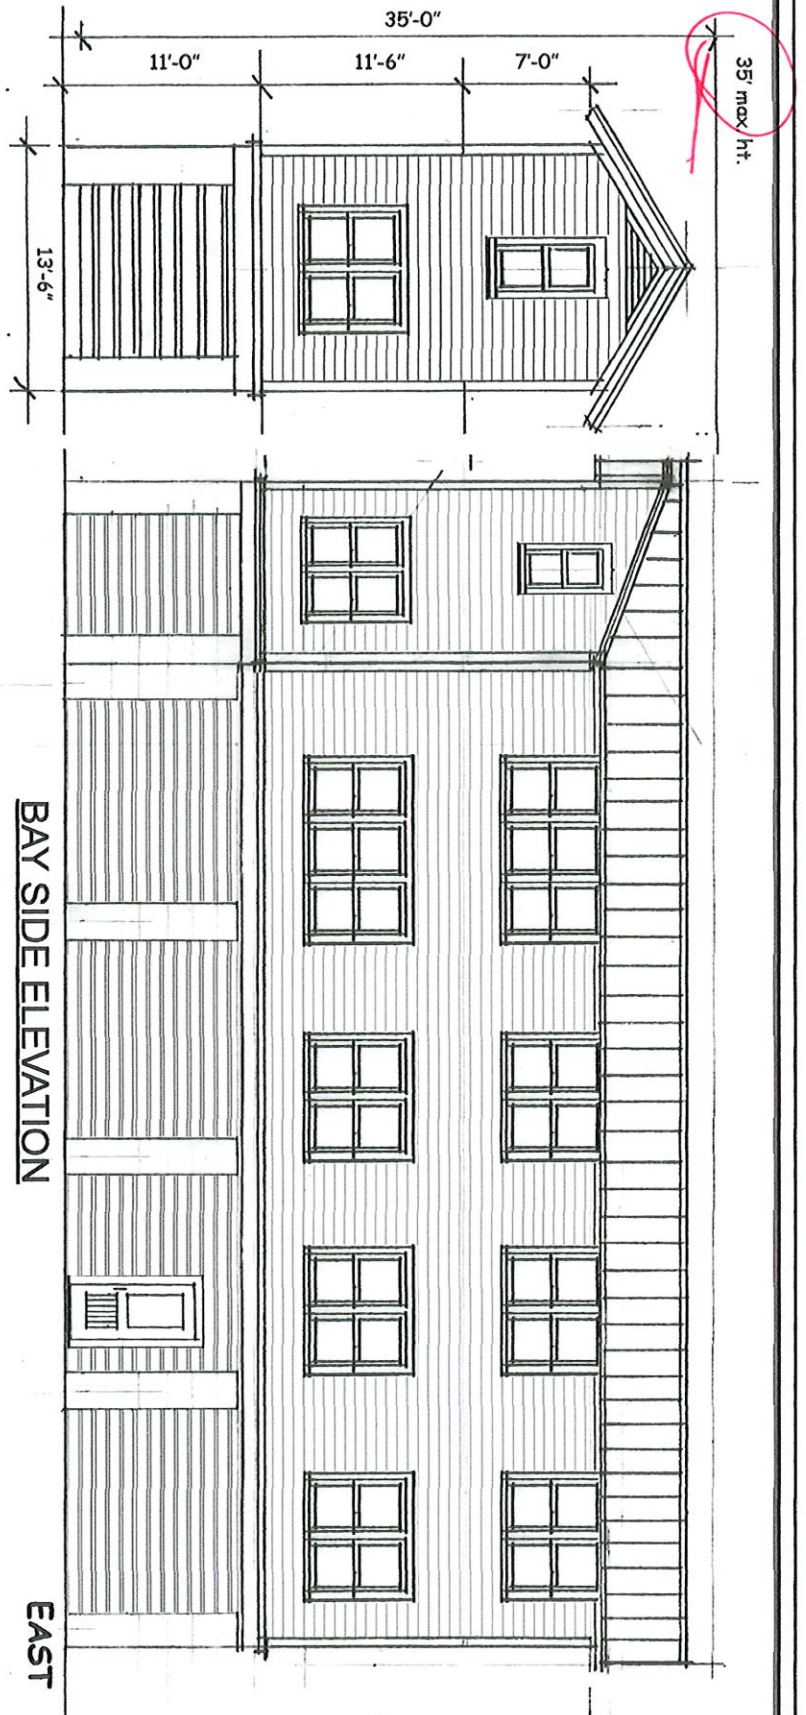 35'-0"
11'-0"
11'-6"
7'-0"
35' max ht.
13'-6"
BAY SIDE ELEVATION
EAST